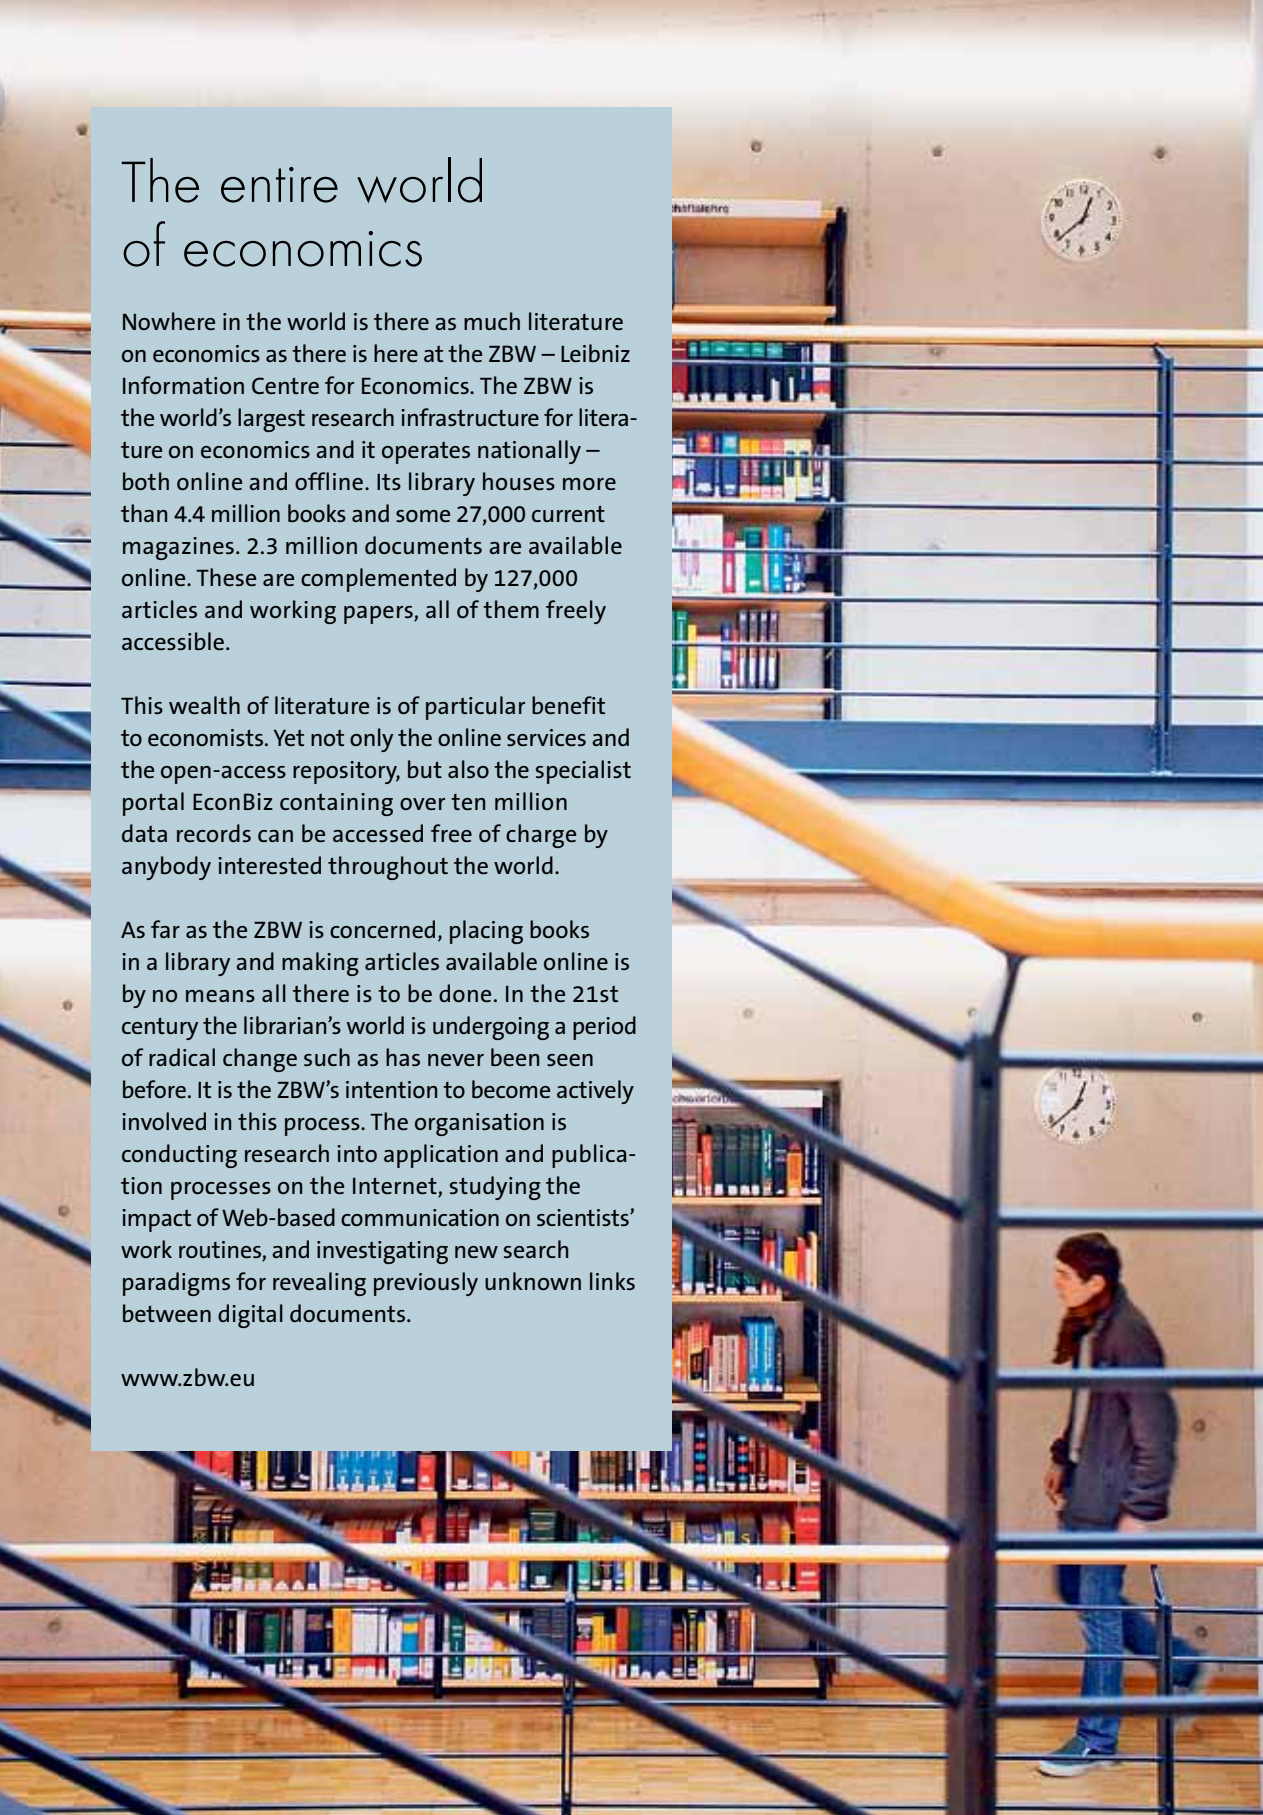 The entire world
of economics
Nowhere in the world is there as much literature
on economics as there is here at the ZBW – Leibniz
Information Centre for Economics. The ZBW is
the world's largest research infrastructure for litera-
ture on economics and it operates nationally –
both online and offline. Its library houses more
than 4.4 million books and some 27,000 current
magazines. 2.3 million documents are available
online. These are complemented by 127,000
articles and working papers, all of them freely
accessible.
This wealth of literature is of particular benefit
to economists. Yet not only the online services and
the open-access repository, but also the specialist
portal EconBiz containing over ten million
data records can be accessed free of charge by
anybody interested throughout the world.
As far as the ZBW is concerned, placing books
in a library and making articles available online is
by no means all there is to be done. In the 21st
century the librarian's world is undergoing a period
of radical change such as has never been seen
before. It is the ZBW's intention to become actively
involved in this process. The organisation is
conducting research into application and publica-
tion processes on the Internet, studying the
impact of Web-based communication on scientists'
work routines, and investigating new search
paradigms for revealing previously unknown links
between digital documents.
www.zbw.eu